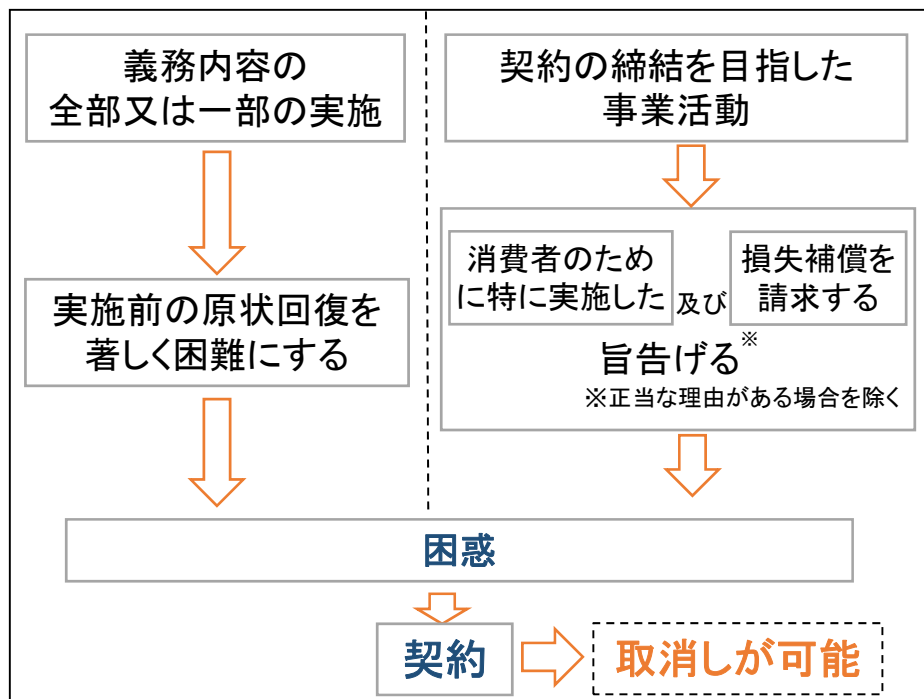 義務内容の
全部又は一部の実施
実施前の原状回復を
著しく困難にする
契約の締結を目指した
事業活動
消費者のため
に特に実施した
及び
損失補償を
請求する
旨告げる※
※正当な理由がある場合を除く
困惑
契約
取消しが可能